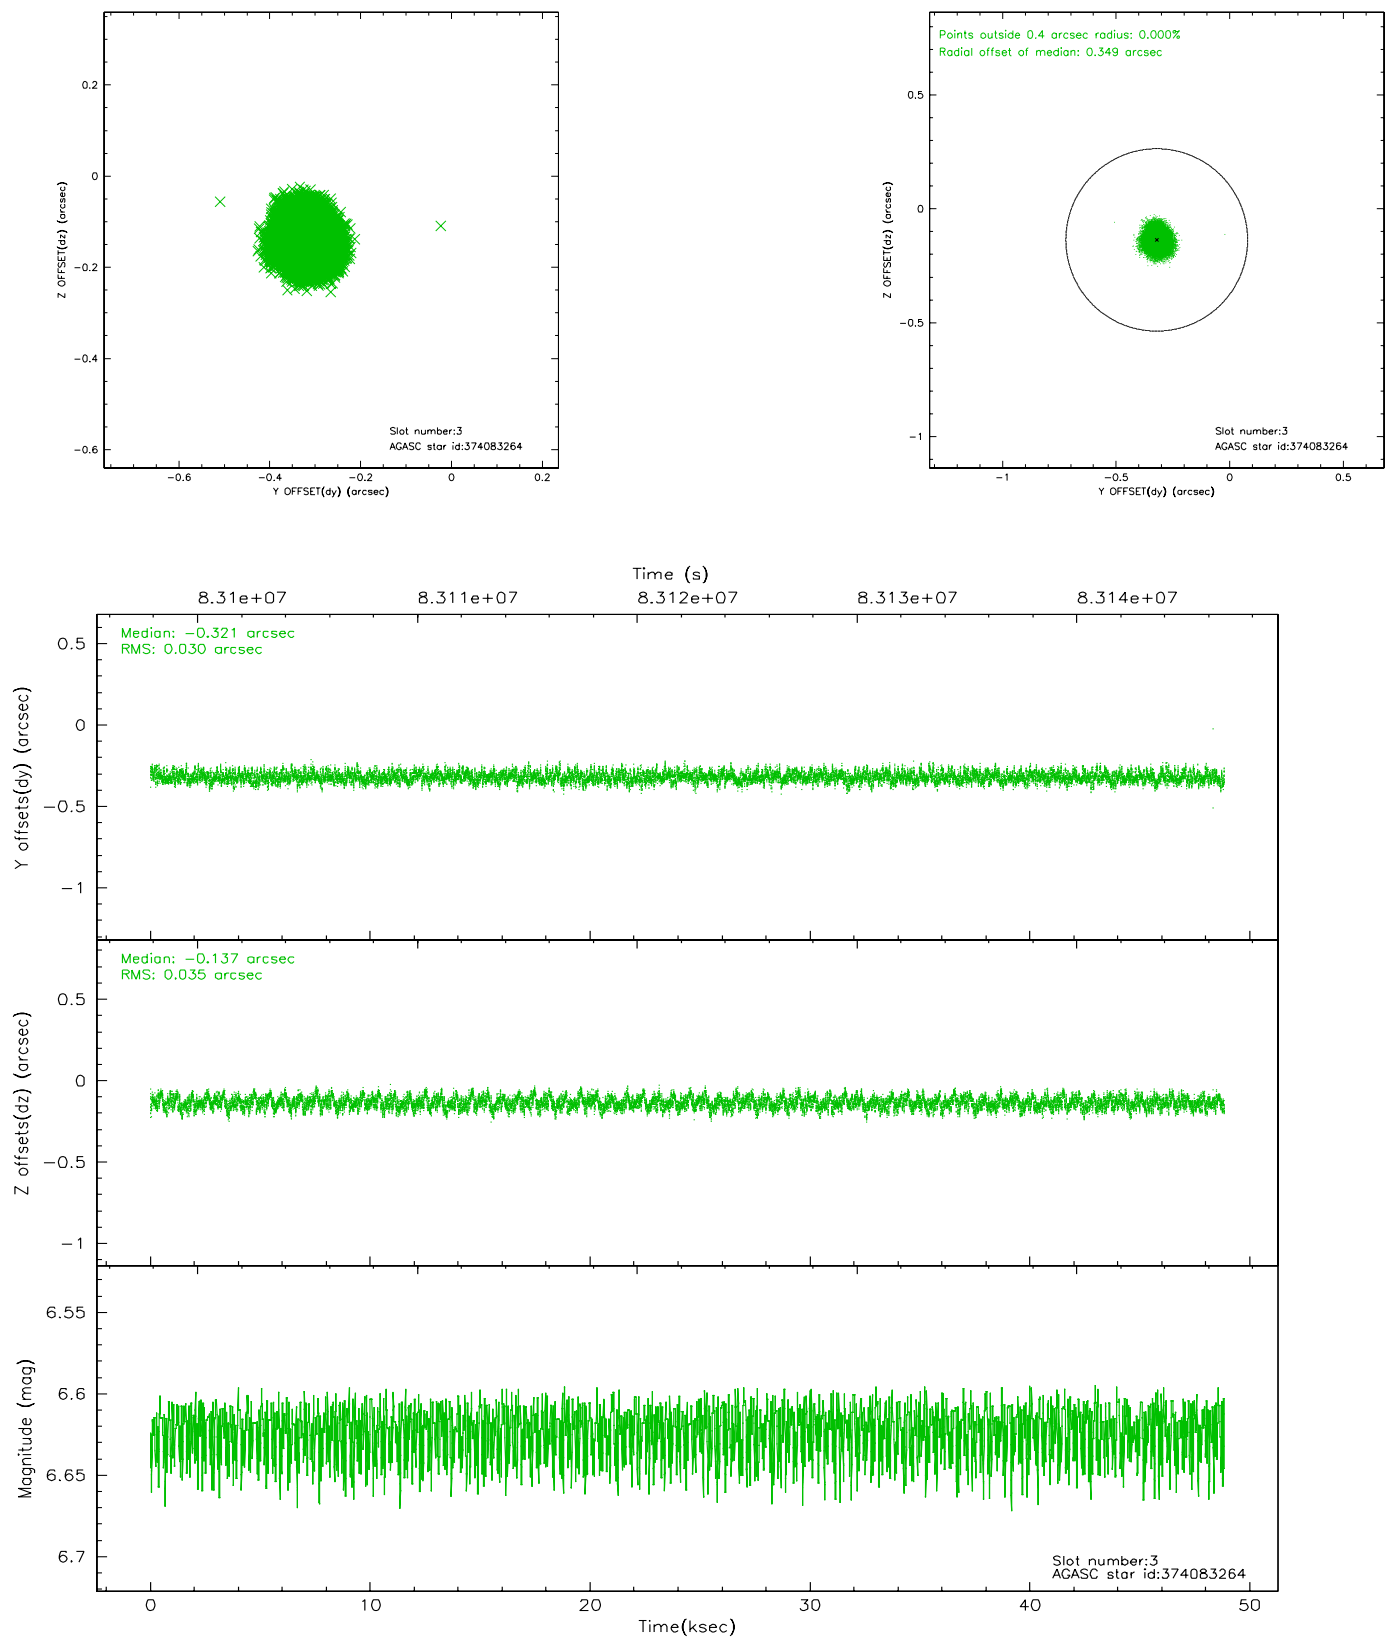 0.2
0
−0.2
−0.4
−0.6
Z OFFSET(dz) (arcsec)
Slot number:3
AGASC star id:374083264
−0.6
−0.4
−0.2
0
0.2
Y OFFSET(dy) (arcsec)
Points outside 0.4 arcsec radius: 0.000%
Radial offset of median: 0.349 arcsec
0.5
0
−0.5
−1
Z OFFSET(dz) (arcsec)
Slot number:3
AGASC star id:374083264
−1
−0.5
0
0.5
Y OFFSET(dy) (arcsec)
Time (s)
8.31e+07
8.311e+07
8.312e+07
8.313e+07
8.314e+07
Median: −0.321 arcsec
RMS: 0.030 arcsec
0.5
0
−0.5
−1
Y offsets(dy) (arcsec)
Median: −0.137 arcsec
RMS: 0.035 arcsec
0.5
0
−0.5
−1
Z offsets(dz) (arcsec)
6.55
6.6
6.65
6.7
Magnitude (mag)
Slot number:3
AGASC star id:374083264
0
10
20
30
40
50
Time(ksec)